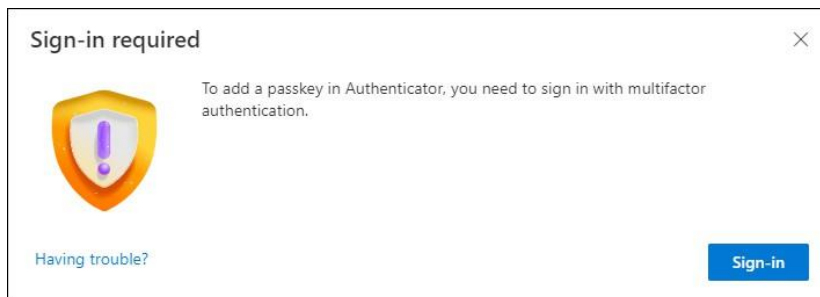 Sign-in required
To add a passkey in Authenticator, you need to sign in with multifactor
authentication.
Having trouble?
Sign-in